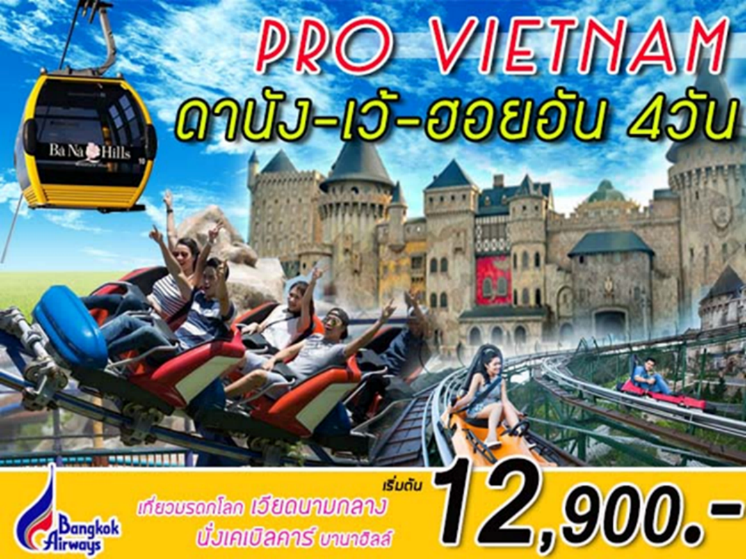 PRO VIETNAM
ดานัง-เว้-ฮอยอัน 4วัน
Ba Na Hills
10
เริ่มต้น 12,900.-
เที่ยวมรดกโลก เวียดนามกลาง
นั่งเคเบิลคาร์ บานาฮิลล์
Bangkok
Airways